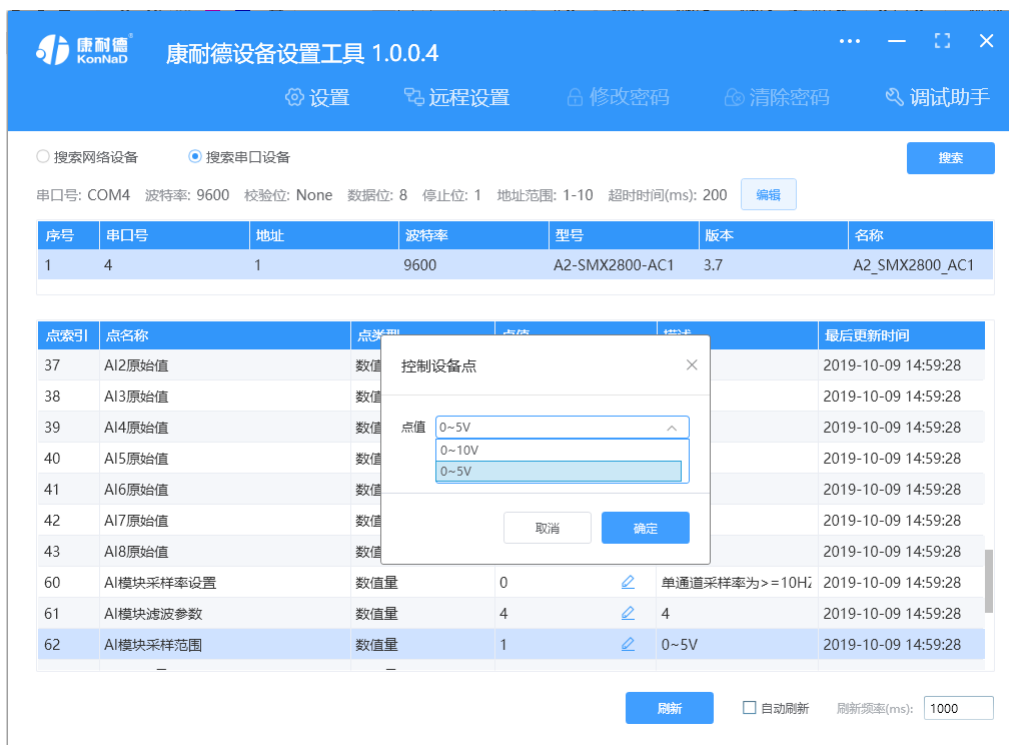 康耐德®
KonNaD
康耐德设备设置工具 1.0.0.4
设置 远程设置 修改密码 清除密码 调试助手
搜索网络设备 搜索串口设备 搜索
串口号: COM4 波特率: 9600 校验位: None 数据位: 8 停止位: 1 地址范围: 1-10 超时时间(ms): 200 编辑
序号 串口号 地址 波特率 型号 版本 名称
1 4 1 9600 A2-SMX2800-AC1 3.7 A2_SMX2800_AC1
点索引 点名称 最后更新时间
37 AI2原始值 数值 2019-10-09 14:59:28
38 AI3原始值 数值 2019-10-09 14:59:28
39 AI4原始值 数值 2019-10-09 14:59:28
40 AI5原始值 数值 2019-10-09 14:59:28
41 AI6原始值 数值 2019-10-09 14:59:28
42 AI7原始值 数值 2019-10-09 14:59:28
43 AI8原始值 数值 2019-10-09 14:59:28
控制设备点
点值 0~5V
0~10V
0~5V
取消 确定
60 AI模块采样率设置 数值量 0 单通道采样率为>=10HZ 2019-10-09 14:59:28
61 AI模块滤波参数 数值量 4 4 2019-10-09 14:59:28
62 AI模块采样范围 数值量 1 0~5V 2019-10-09 14:59:28
刷新 自动刷新 刷新频率(ms): 1000